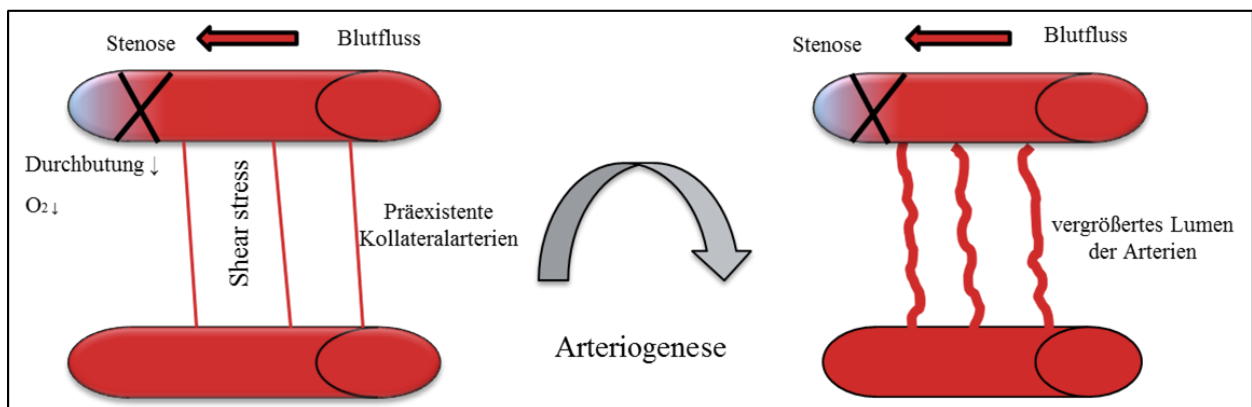 Stenose
Blutfluss
Durchbutung ↓
O₂↓
Shear stress
Präexistente
Kollateralarterien
Arteriogenese
Stenose
Blutfluss
vergrößertes Lumen
der Arterien